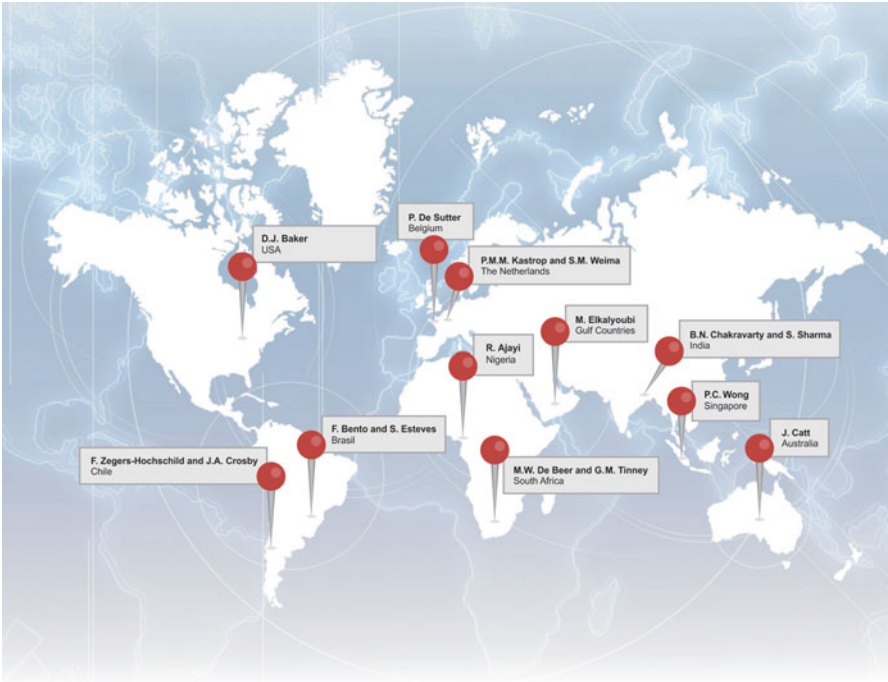 P. De Sutter
Belgium
D.J. Baker
USA
P.M.M. Kastrop and S.M. Weima
The Netherlands
M. Elkalyoubi
Gulf Countries
B.N. Chakravarty and S. Sharma
India
R. Ajayi
Nigeria
P.C. Wong
Singapore
F. Bento and S. Esteves
Brasil
J. Catt
Australia
F. Zegers-Hochschild and J.A. Crosby
Chile
M.W. De Beer and G.M. Tinney
South Africa